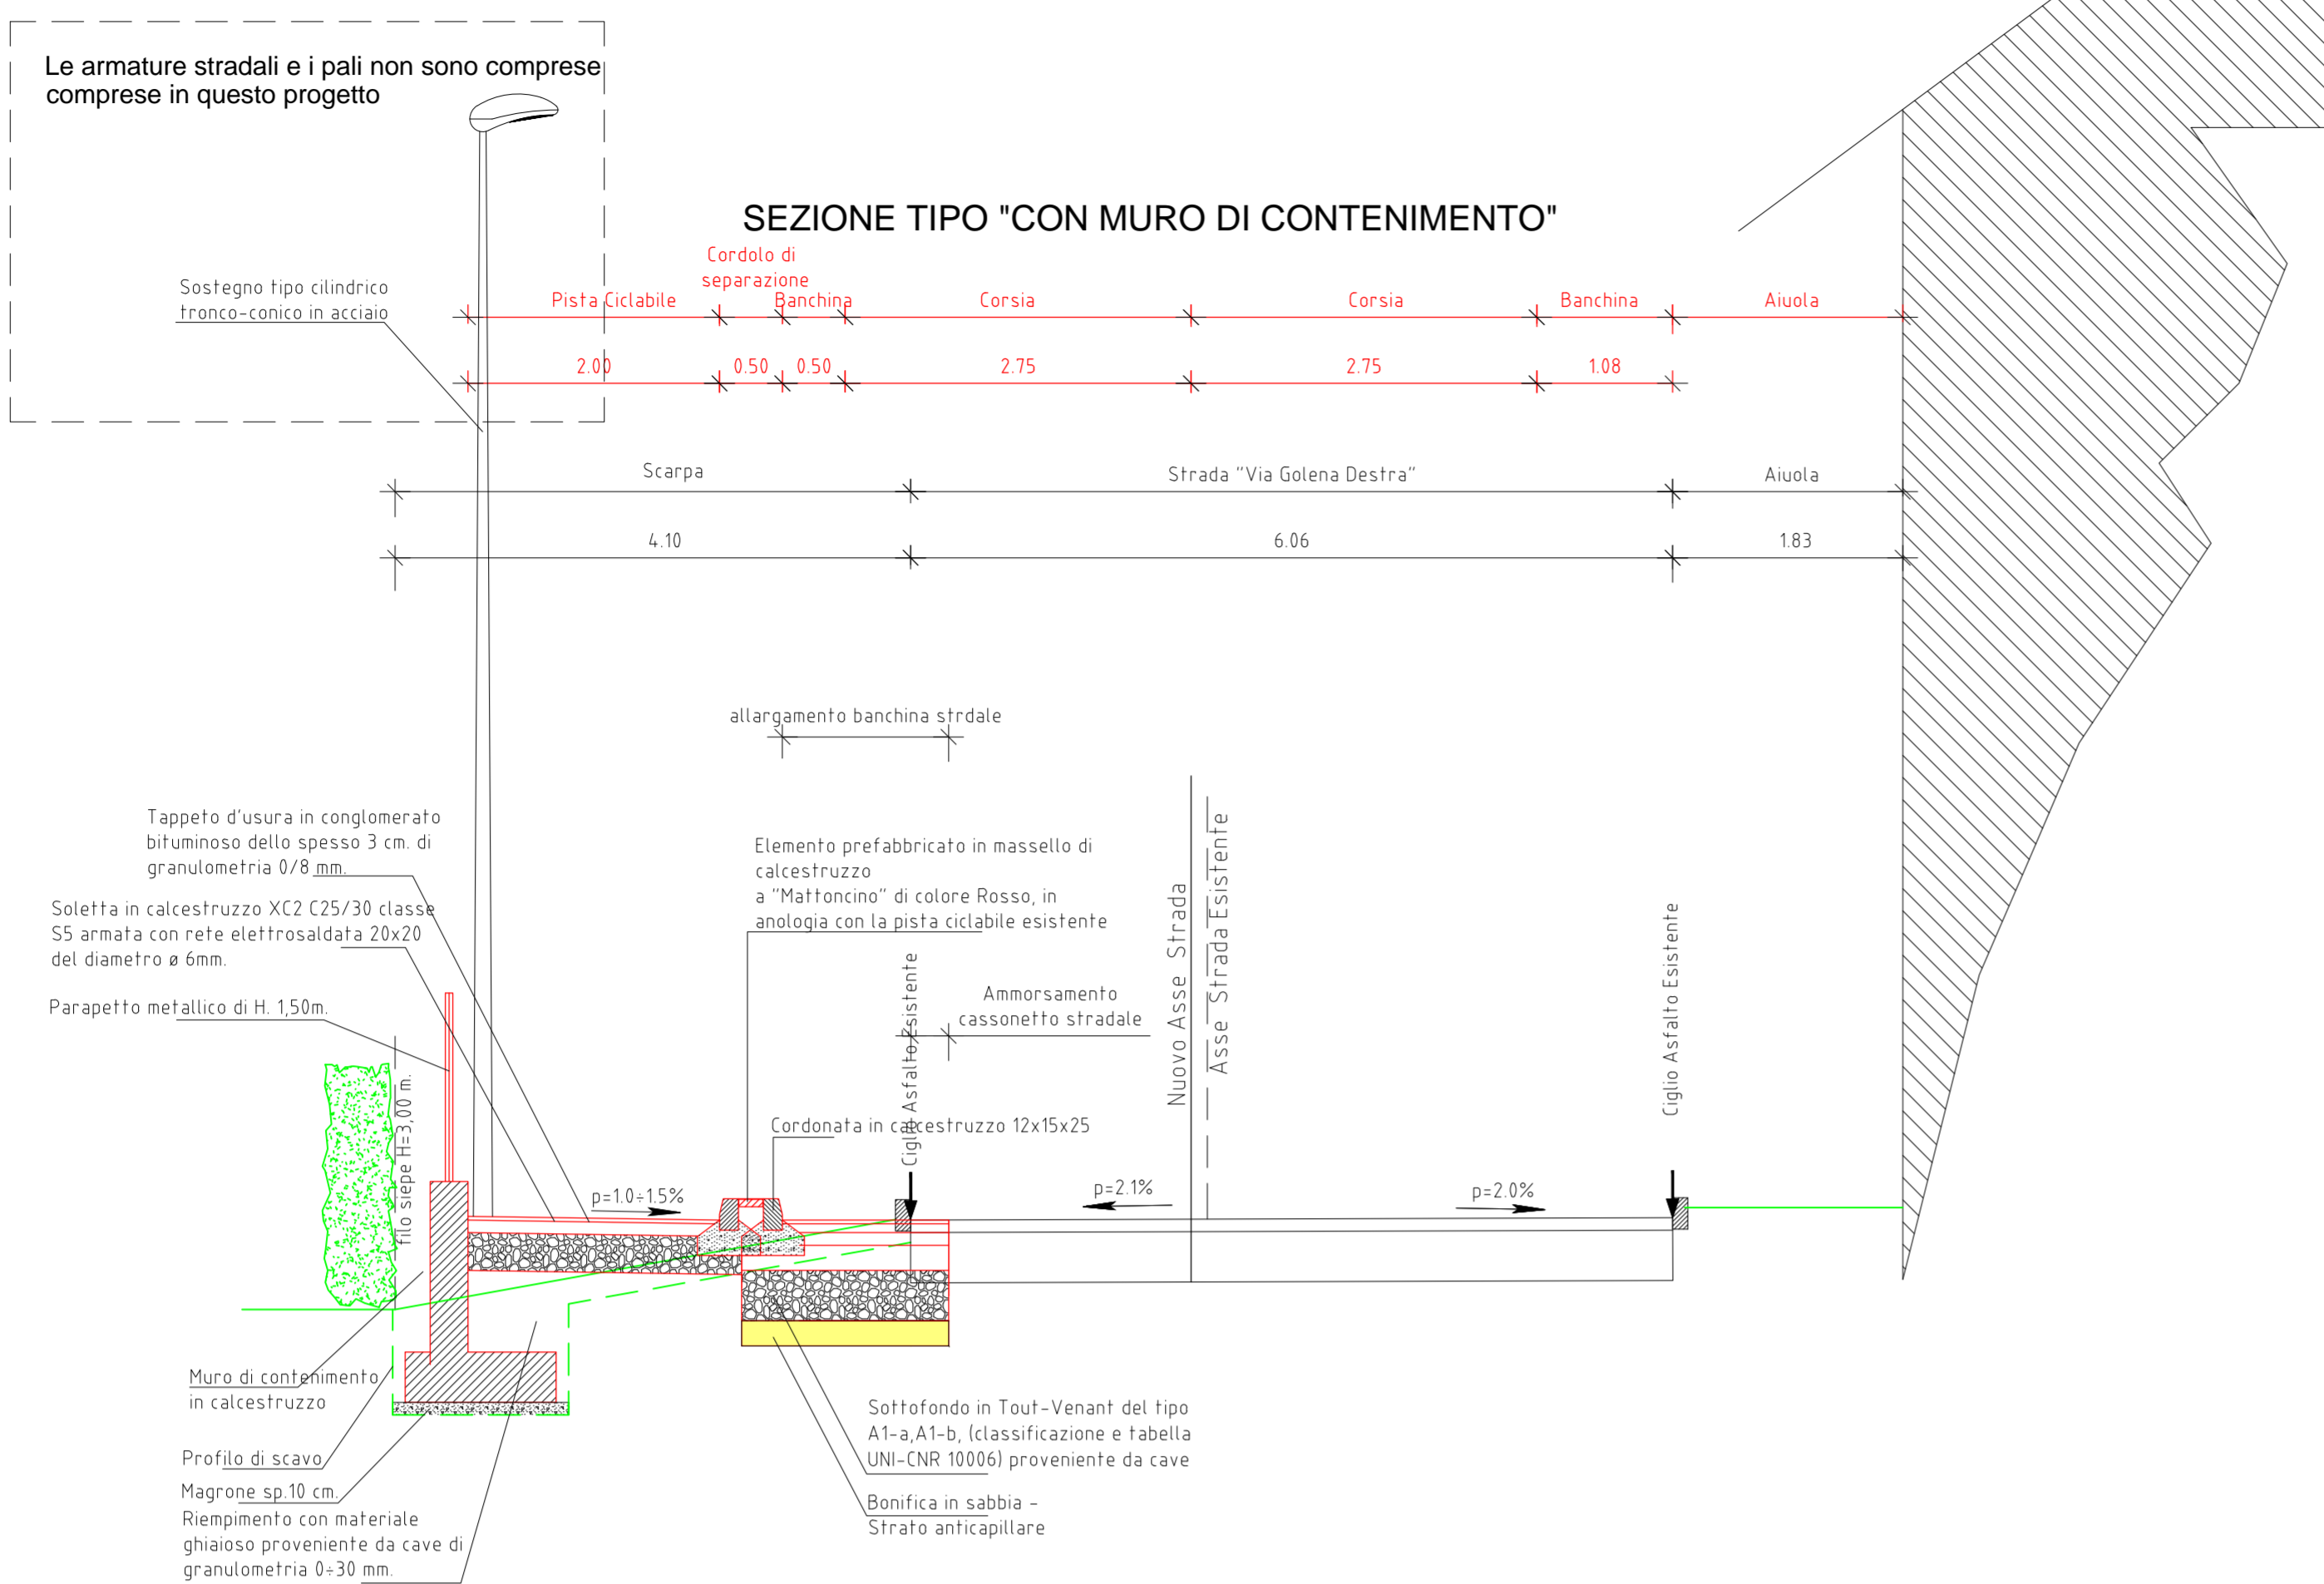 Le armature stradali e i pali non sono comprese
comprese in questo progetto
SEZIONE TIPO "CON MURO DI CONTENIMENTO"
Sostegno tipo cilindrico
tronco-conico in acciaio
Cordolo di
separazione
Pista Ciclabile
Banchina
Corsia
Corsia
Banchina
Aiuola
2.00
0.50
0.50
2.75
2.75
1.08
Scarpa
Strada "Via Golena Destra"
Aiuola
4.10
6.06
1.83
allargamento banchina strdale
Tappeto d'usura in conglomerato
bituminoso dello spesso 3 cm. di
granulometria 0/8 mm.
Soletta in calcestruzzo XC2 C25/30 classe
S5 armata con rete elettrosaldata 20x20
del diametro ø 6mm.
Parapetto metallico di H. 1,50m.
filo siepe H=3,00 m.
Elemento prefabbricato in massello di
calcestruzzo
a "Mattoncino" di colore Rosso, in
anologia con la pista ciclabile esistente
Ciglio Asfalto Esistente
Ammorsamento
cassonetto stradale
Nuovo Asse Strada
Asse Strada Esistente
Ciglio Asfalto Esistente
Cordonata in calcestruzzo 12x15x25
p=1.0÷1.5%
p=2.1%
p=2.0%
Muro di contenimento
in calcestruzzo
Profilo di scavo
Magrone sp.10 cm.
Riempimento con materiale
ghiaioso proveniente da cave di
granulometria 0÷30 mm.
Sottofondo in Tout-Venant del tipo
A1-a,A1-b, (classificazione e tabella
UNI-CNR 10006) proveniente da cave
Bonifica in sabbia -
Strato anticapillare